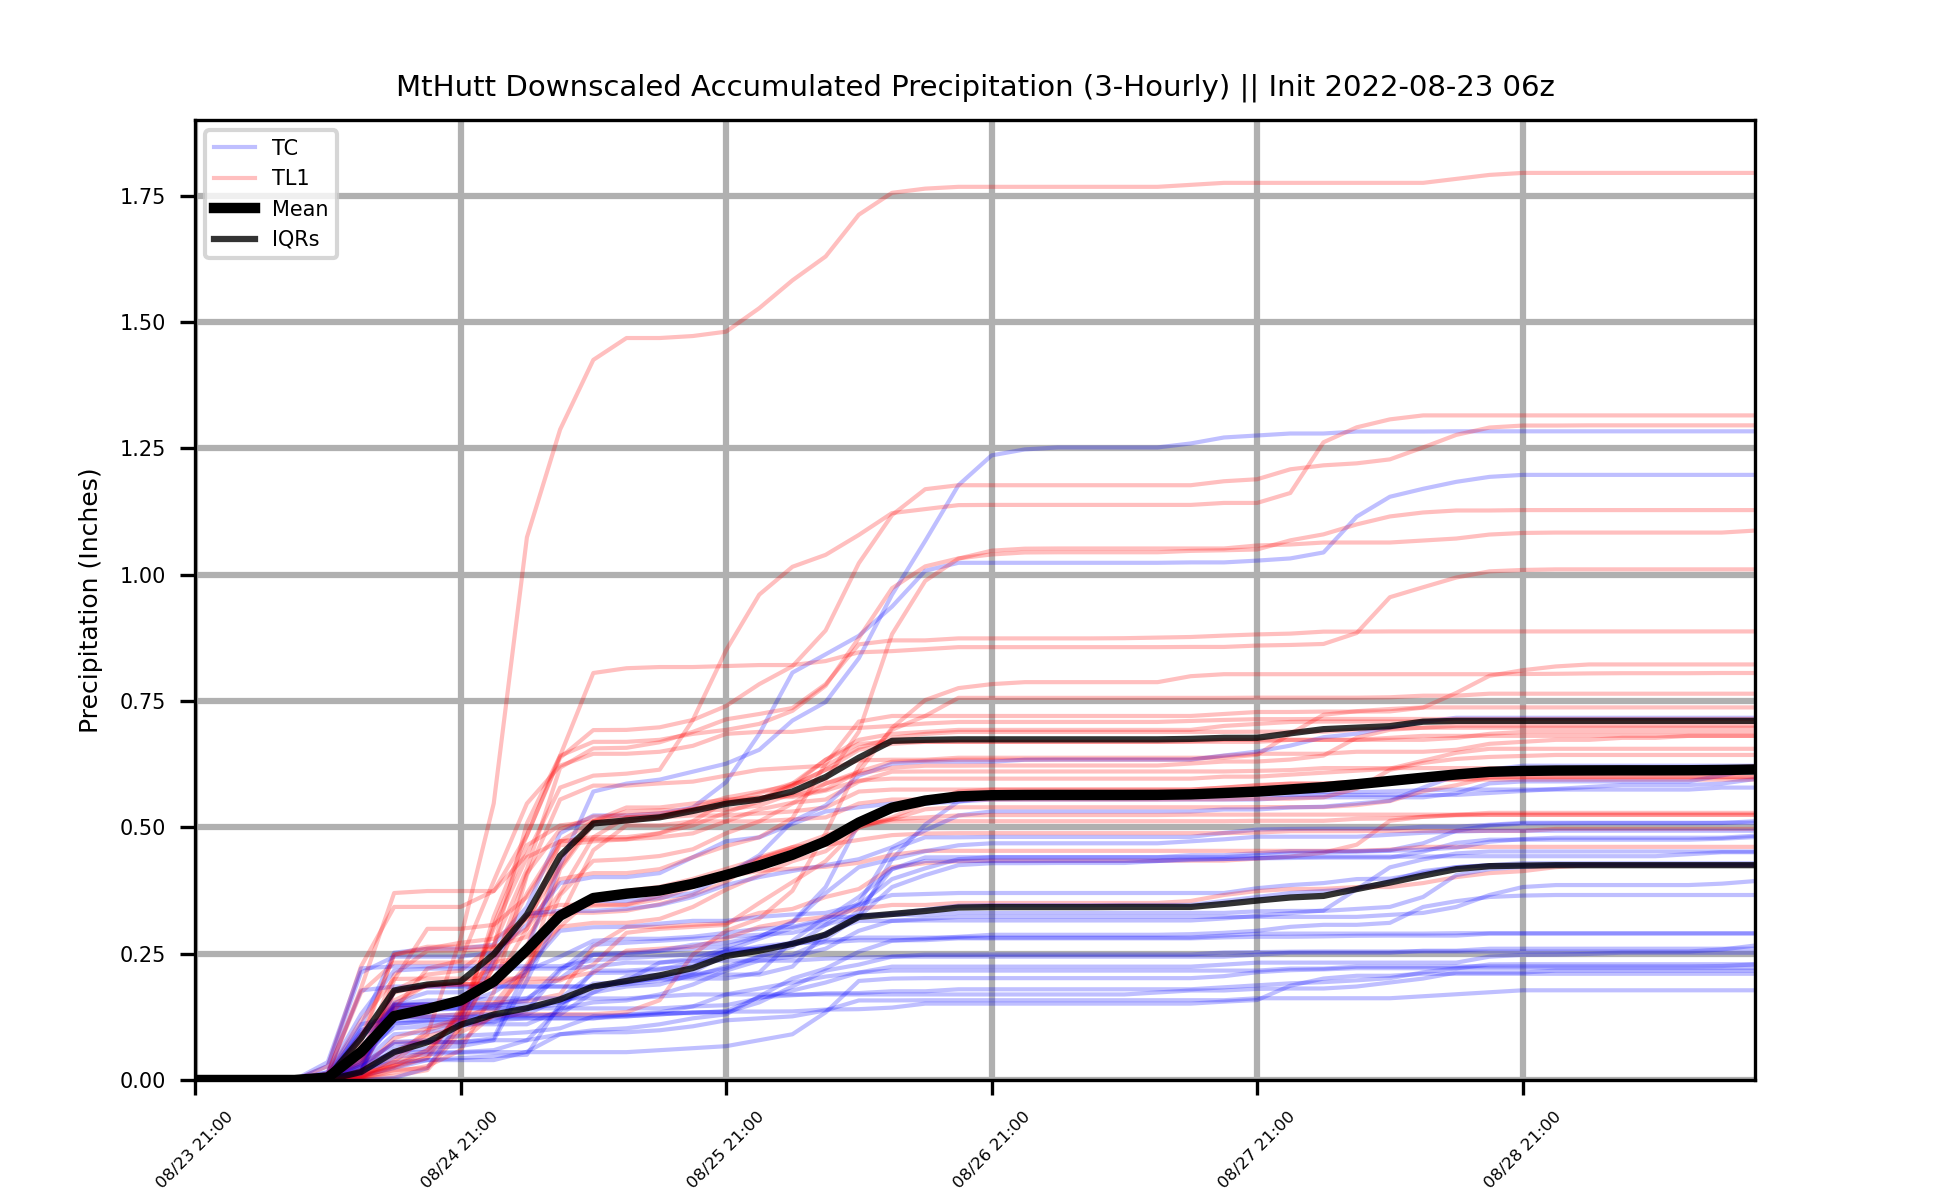 MtHutt Downscaled Accumulated Precipitation (3-Hourly) || Init 2022-08-23 06z
TC
TL1
Mean
IQRs
Precipitation (Inches)
1.75
1.50
1.25
1.00
0.75
0.50
0.25
0.00
08/23 21:00
08/24 21:00
08/25 21:00
08/26 21:00
08/27 21:00
08/28 21:00